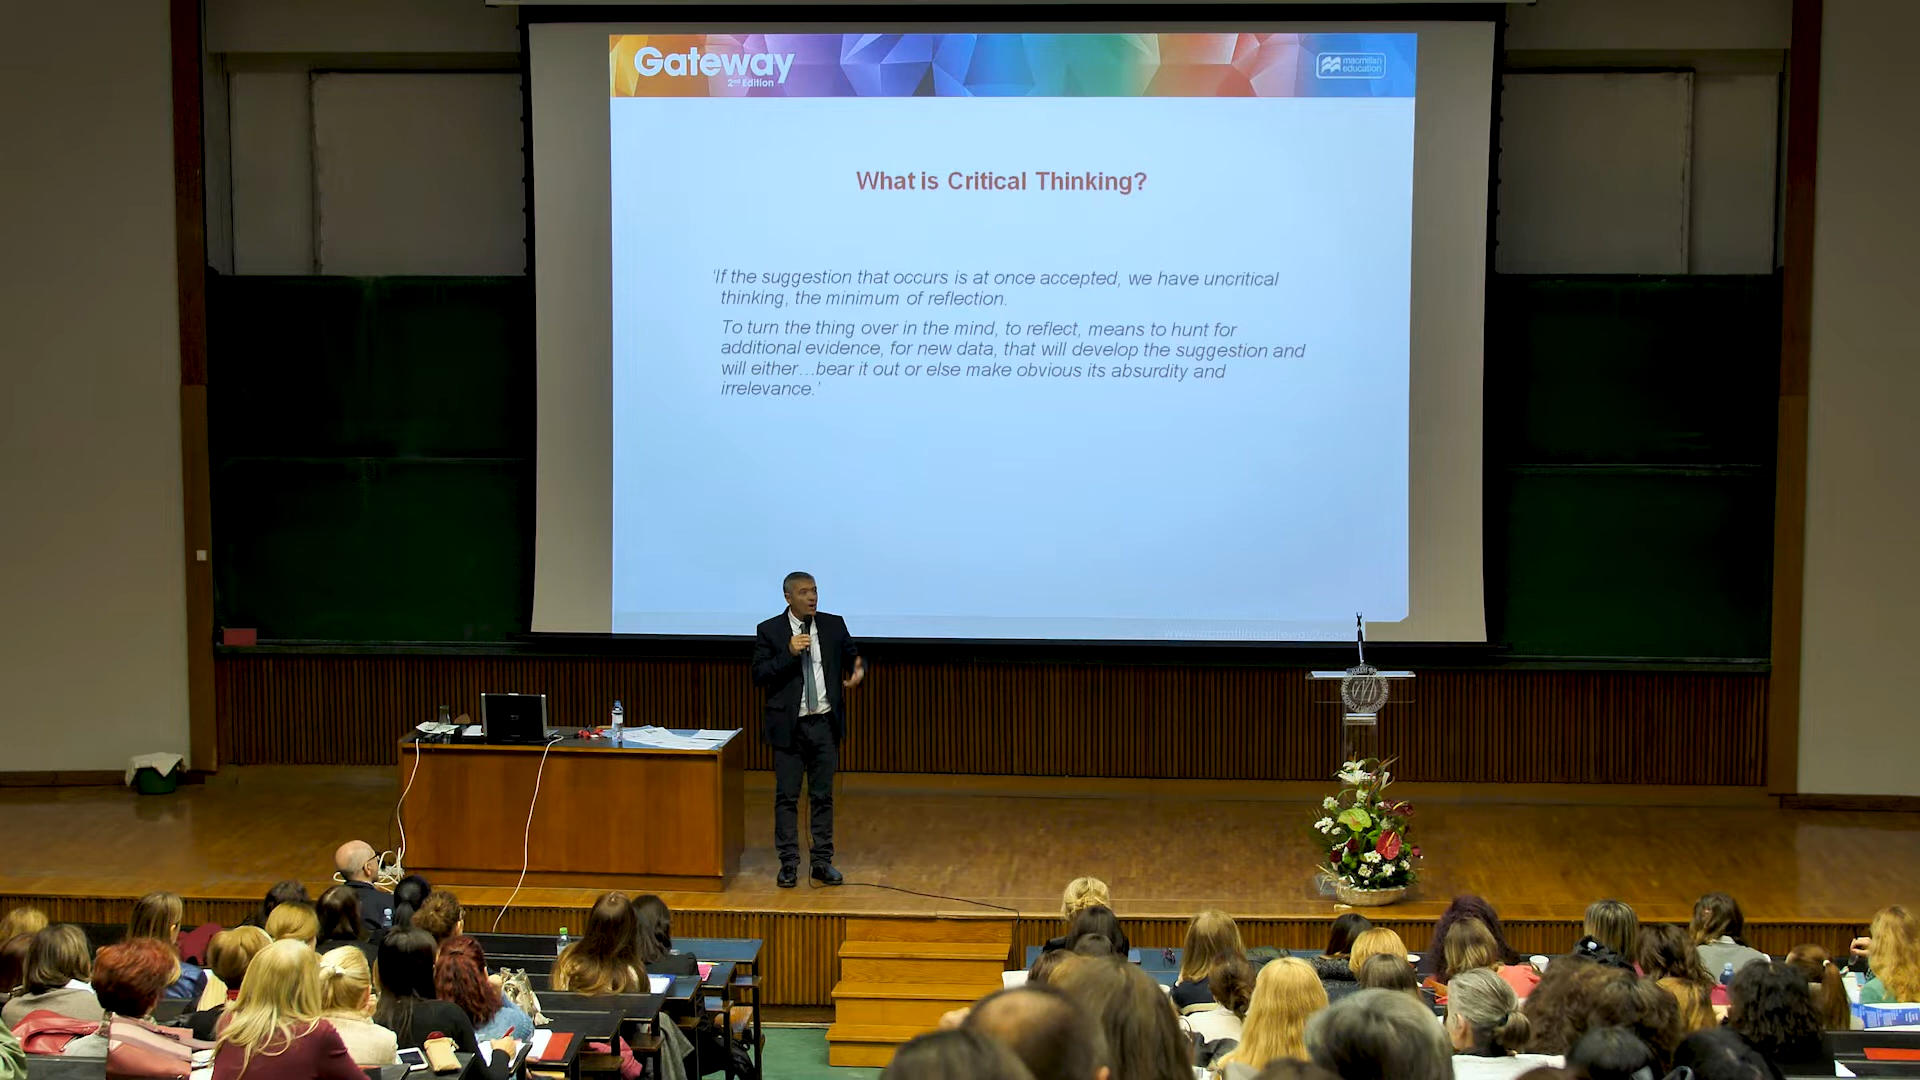 Gateway
2nd Edition
macmillan
education
What is Critical Thinking?
'If the suggestion that occurs is at once accepted, we have uncritical
thinking, the minimum of reflection.
To turn the thing over in the mind, to reflect, means to hunt for
additional evidence, for new data, that will develop the suggestion and
will either…bear it out or else make obvious its absurdity and
irrelevance.'